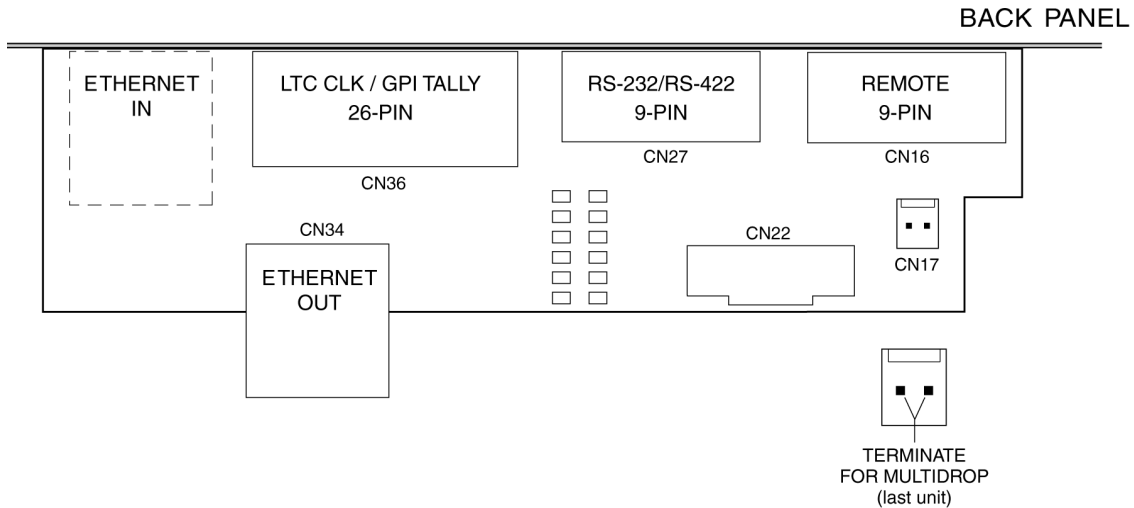 BACK PANEL
ETHERNET
IN
LTC CLK / GPI TALLY
26-PIN
RS-232/RS-422
9-PIN
REMOTE
9-PIN
CN27
CN16
CN36
CN34
CN22
CN17
ETHERNET
OUT
TERMINATE
FOR MULTIDROP
(last unit)